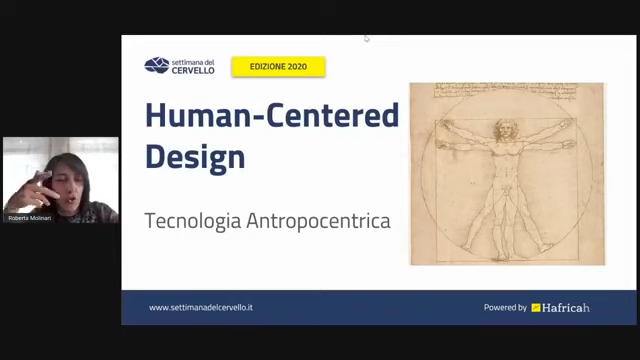 settimana del
CERVELLO
EDIZIONE 2020
Human-Centered
Design
Tecnologia Antropocentrica
Roberta Molinari
www.settimanadelcervello.it
Powered by Hafricah